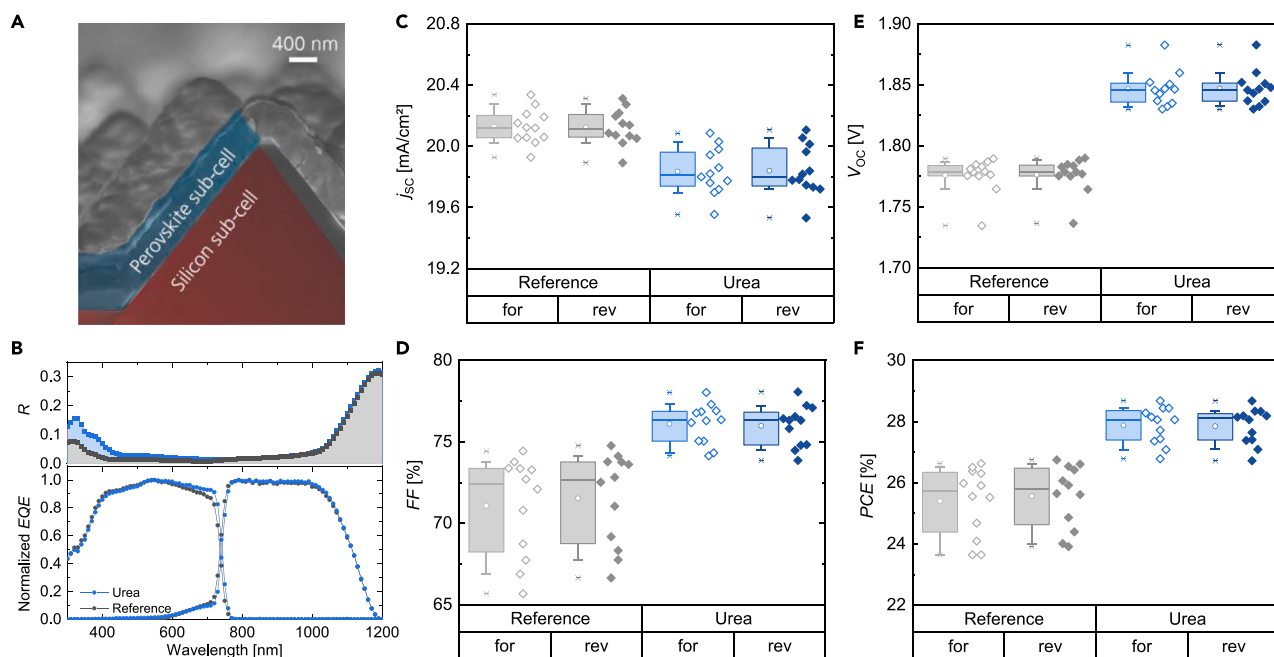 A
400 nm
Perovskite sub-cell
Silicon sub-cell
B
0.3
0.2
0.1
0.0
R
1.0
0.8
0.6
0.4
0.2
0.0
Normalized EQE
Urea
Reference
400 600 800 1000 1200
Wavelength [nm]
C
20.8
20.4
20.0
19.6
19.2
jSC [mA/cm²]
Reference Urea
for rev for rev
D
80
75
70
65
FF [%]
Reference Urea
for rev for rev
E
1.90
1.85
1.80
1.75
1.70
VOC [V]
Reference Urea
for rev for rev
F
30
28
26
24
22
PCE [%]
Reference Urea
for rev for rev